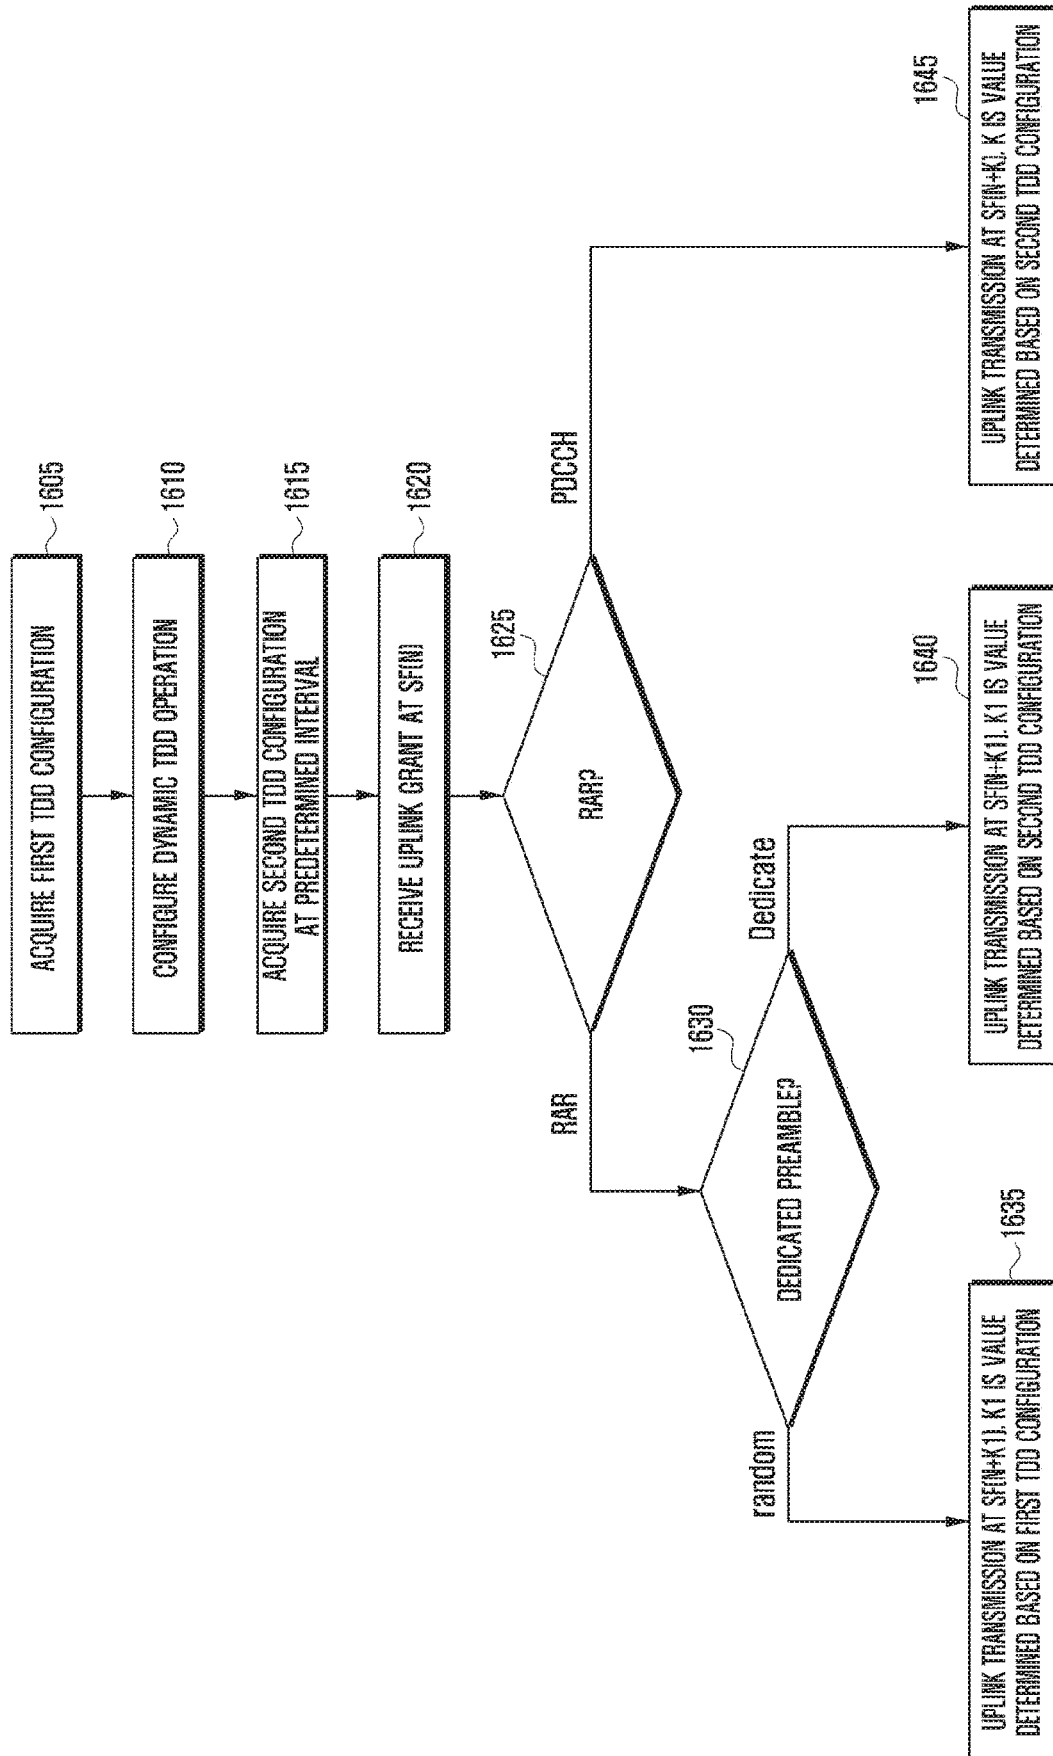 ACQUIRE FIRST TDD CONFIGURATION
1605
CONFIGURE DYNAMIC TDD OPERATION
1610
ACQUIRE SECOND TDD CONFIGURATION
AT PREDETERMINED INTERVAL
1615
RECEIVE UPLINK GRANT AT SF(N)
1620
RAR?
1625
RAR
PDCCH
DEDICATED PREAMBLE?
1630
random
Dedicate
UPLINK TRANSMISSION AT SF(N+K1). K1 IS VALUE
DETERMINED BASED ON FIRST TDD CONFIGURATION
1635
UPLINK TRANSMISSION AT SF(N+K1). K1 IS VALUE
DETERMINED BASED ON SECOND TDD CONFIGURATION
1640
UPLINK TRANSMISSION AT SF(N+K). K IS VALUE
DETERMINED BASED ON SECOND TDD CONFIGURATION
1645